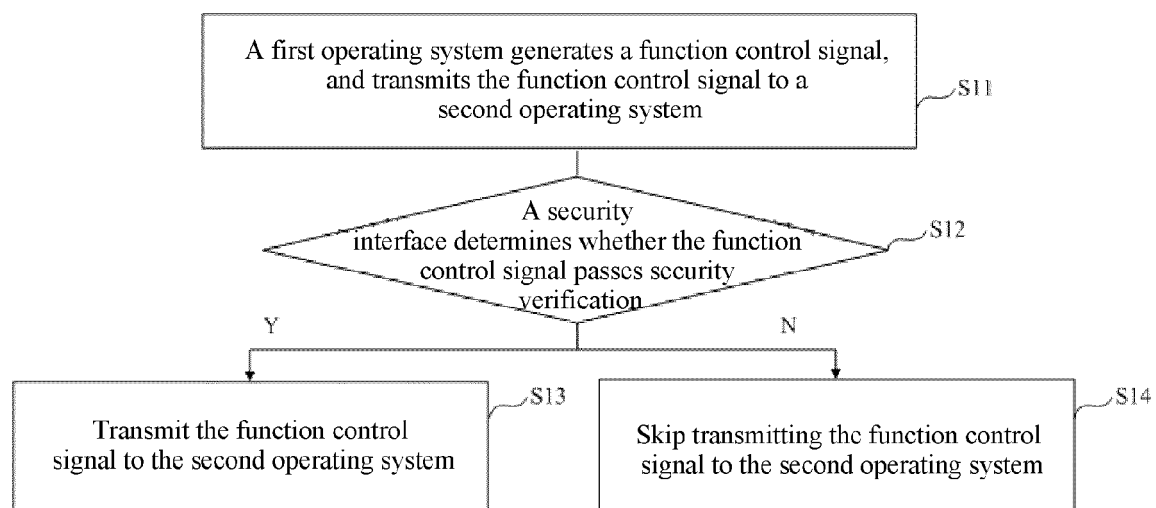 A first operating system generates a function control signal,
and transmits the function control signal to a
second operating system
S11
A security
interface determines whether the function
control signal passes security
verification
S12
Y
N
Transmit the function control
signal to the second operating system
S13
Skip transmitting the function control
signal to the second operating system
S14